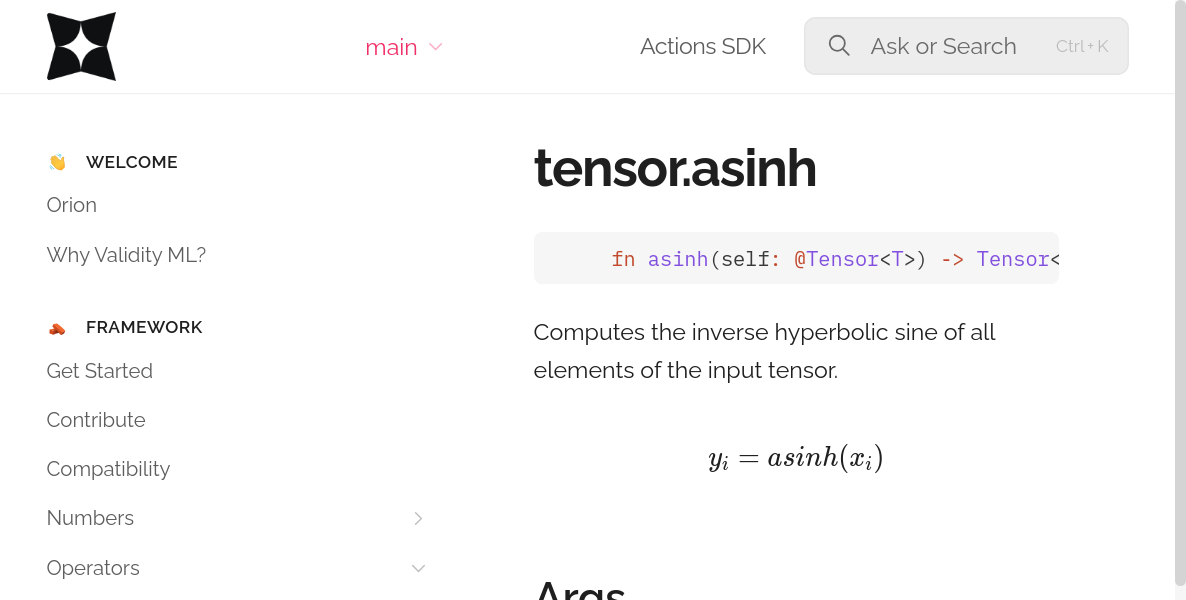 main
Actions SDK
Ask or Search
Ctrl + K
👋 WELCOME
Orion
Why Validity ML?
🧱 FRAMEWORK
Get Started
Contribute
Compatibility
Numbers
Operators
tensor.asinh
fn asinh(self: @Tensor<T>) -> Tensor<
Computes the inverse hyperbolic sine of all
elements of the input tensor.
yᵢ = asinh(xᵢ)
Args